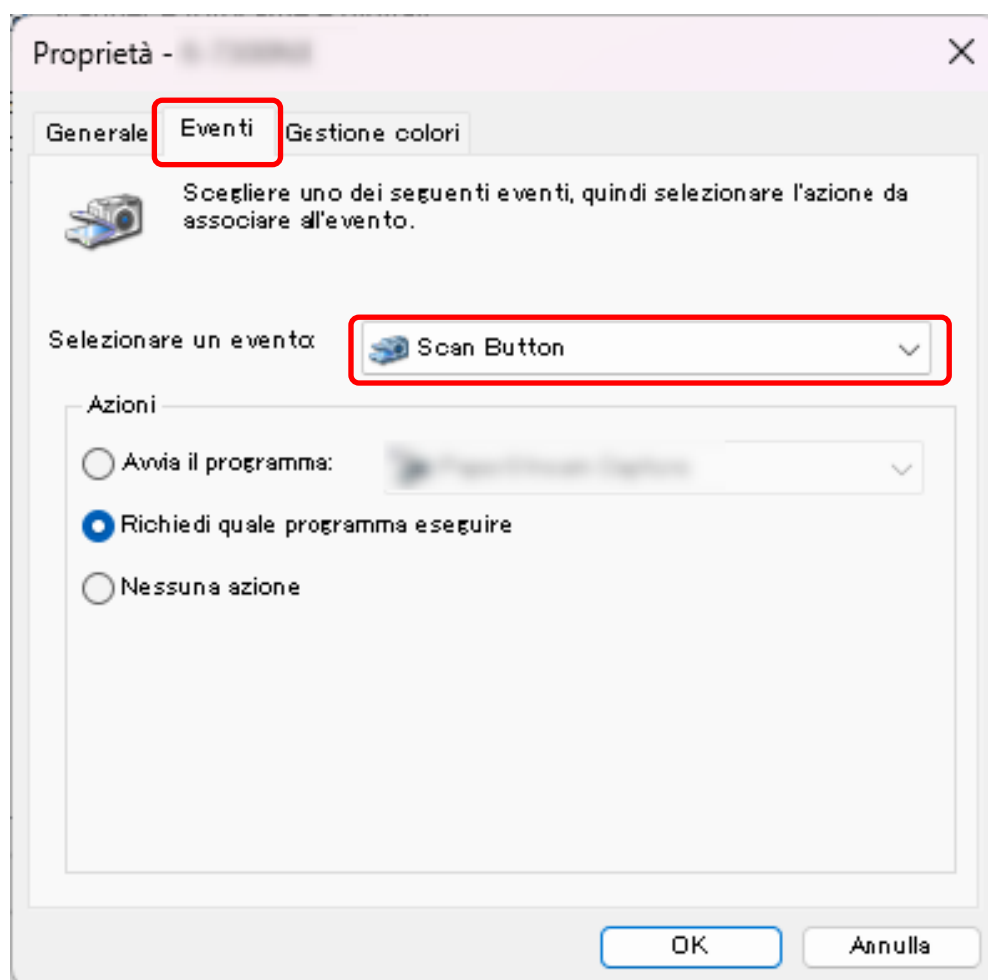 Proprietà -
Generale Eventi Gestione colori
Scegliere uno dei seguenti eventi, quindi selezionare l'azione da
associare all'evento.
Selezionare un evento: Scan Button
Azioni
Avvia il programma:
Richiedi quale programma eseguire
Nessuna azione
OK Annulla